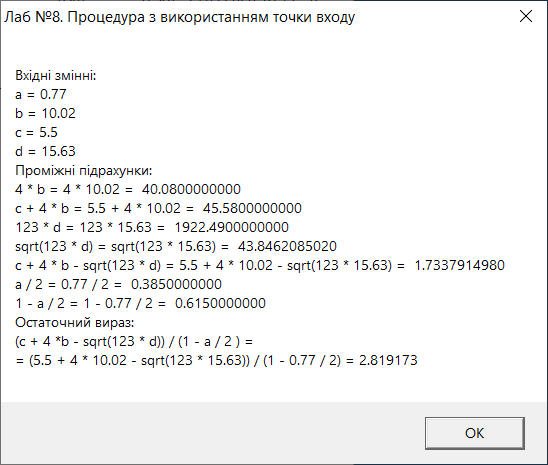 Лаб №8. Процедура з використанням точки входу
Вхідні змінні:
a = 0.77
b = 10.02
c = 5.5
d = 15.63
Проміжні підрахунки:
4 * b = 4 * 10.02 =  40.0800000000
c + 4 * b = 5.5 + 4 * 10.02 =  45.5800000000
123 * d = 123 * 15.63 =  1922.4900000000
sqrt(123 * d) = sqrt(123 * 15.63) =  43.8462085020
c + 4 * b - sqrt(123 * d) = 5.5 + 4 * 10.02 - sqrt(123 * 15.63) =  1.7337914980
a / 2 = 0.77 / 2 =  0.3850000000
1 - a / 2 = 1 - 0.77 / 2 =  0.6150000000
Остаточний вираз:
(c + 4 *b - sqrt(123 * d)) / (1 - a / 2 ) =
= (5.5 + 4 * 10.02 - sqrt(123 * 15.63)) / (1 - 0.77 / 2) = 2.819173
OK